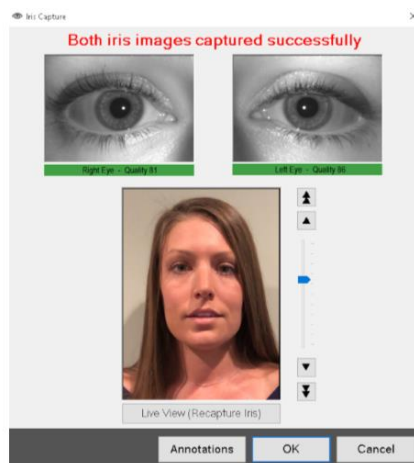 Iris Capture
Both iris images captured successfully
Right Eye - Quality 81
Left Eye - Quality 86
Live View (Recapture Iris)
Annotations
OK
Cancel